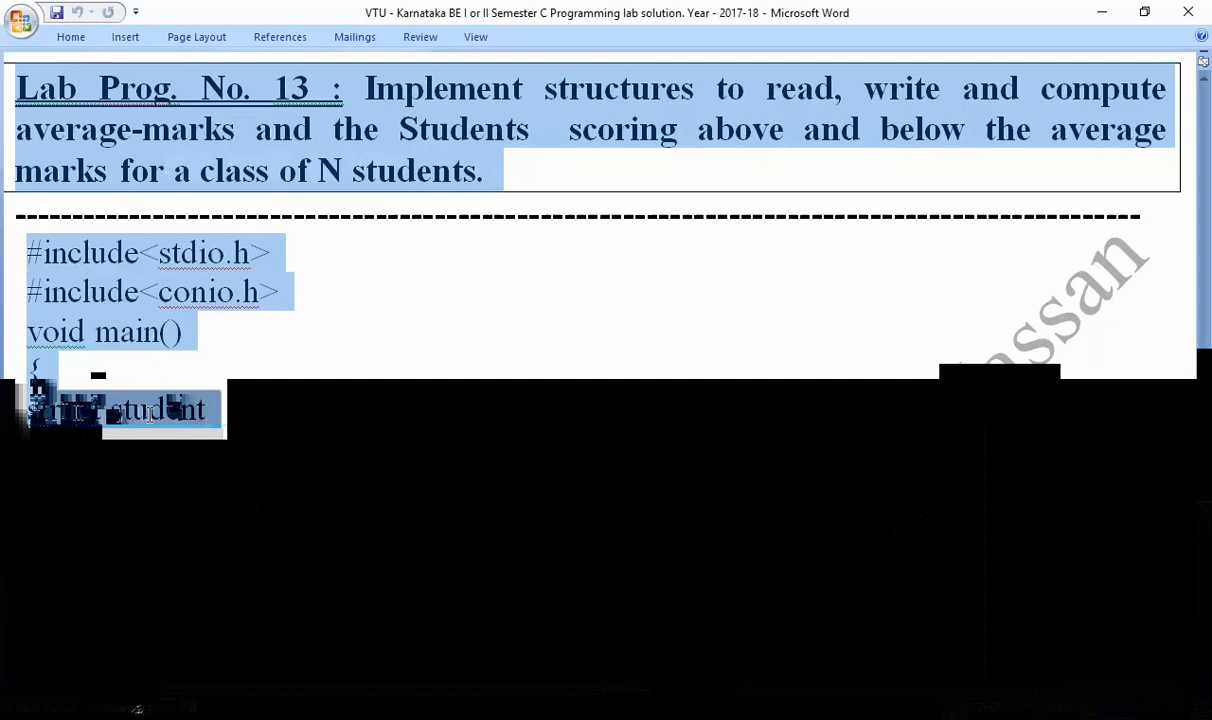 VTU - Karnataka BE I or II Semester C Programming lab solution. Year - 2017-18 - Microsoft Word
Home Insert Page Layout References Mailings Review View
Lab Prog. No. 13 : Implement structures to read, write and compute
average-marks and the Students scoring above and below the average
marks for a class of N students.
#include<stdio.h>
#include<conio.h>
void main()
{
struct student